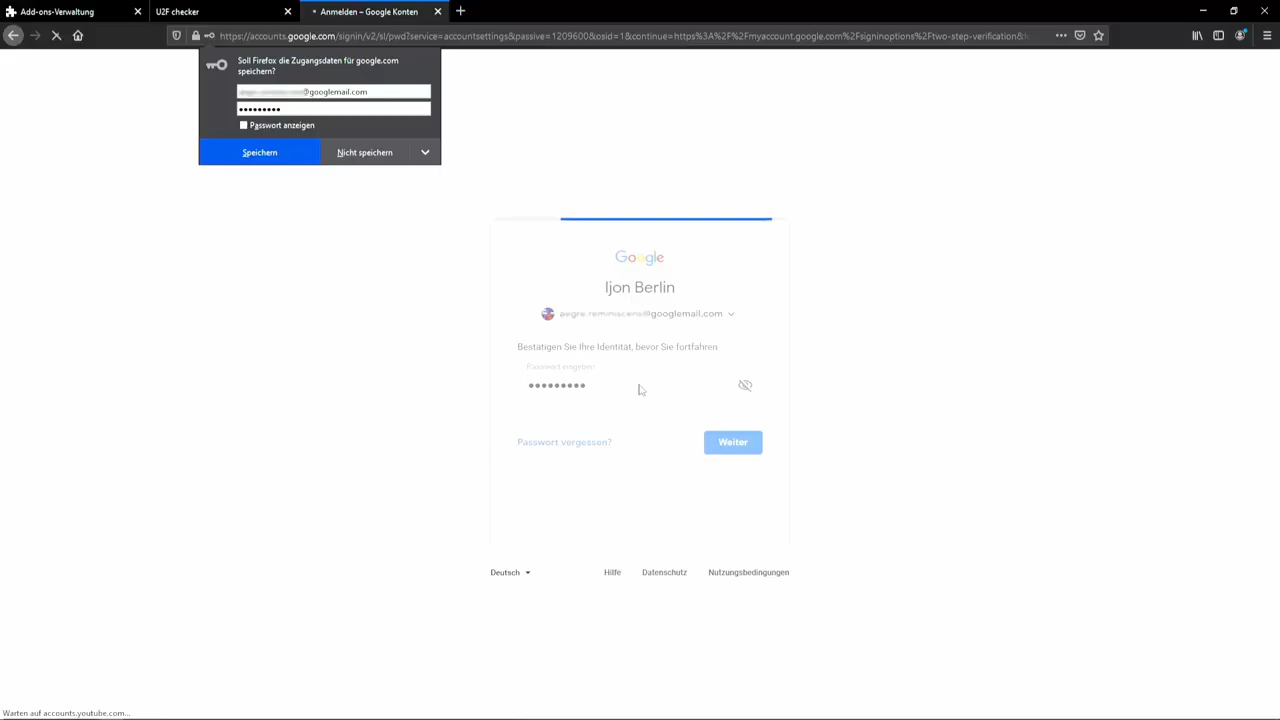 Add-ons-Verwaltung
U2F checker
Anmelden – Google Konten
https://accounts.google.com/signin/v2/sl/pwd?service=accountsettings&passive=1209600&osid=1&continue=https%3A%2F%2Fmyaccount.google.com%2Fsigninoptions%2Ftwo-step-verification&
Soll Firefox die Zugangsdaten für google.com
speichern?
@googlemail.com
Passwort anzeigen
Speichern
Nicht speichern
Google
Ijon Berlin
@googlemail.com
Bestätigen Sie Ihre Identität, bevor Sie fortfahren
Passwort eingeben
Passwort vergessen?
Weiter
Deutsch
Hilfe
Datenschutz
Nutzungsbedingungen
Warten auf accounts.youtube.com...